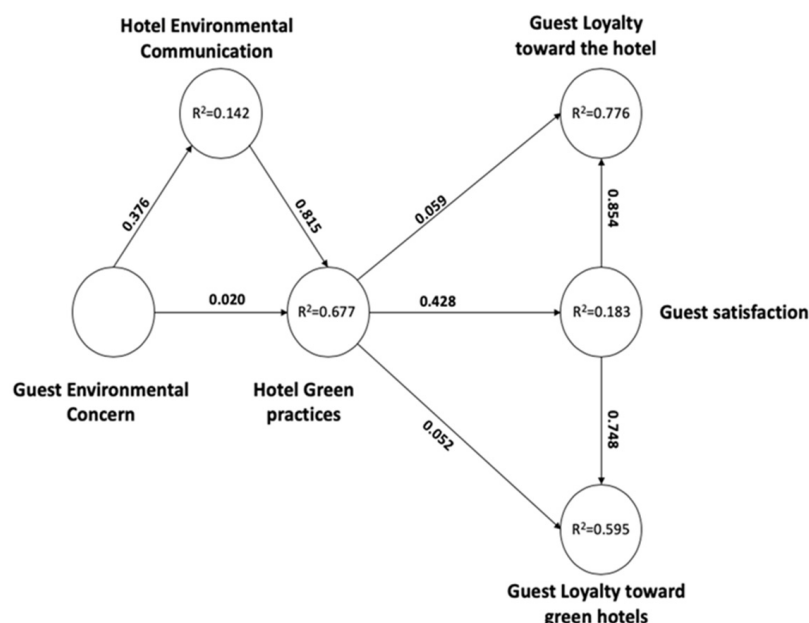 Hotel Environmental
Communication
Guest Loyalty
toward the hotel
R²=0.142
R²=0.776
0.376
0.815
0.059
0.854
0.020
R²=0.677
0.428
R²=0.183
Guest satisfaction
Guest Environmental
Concern
Hotel Green
practices
0.052
0.748
R²=0.595
Guest Loyalty toward
green hotels